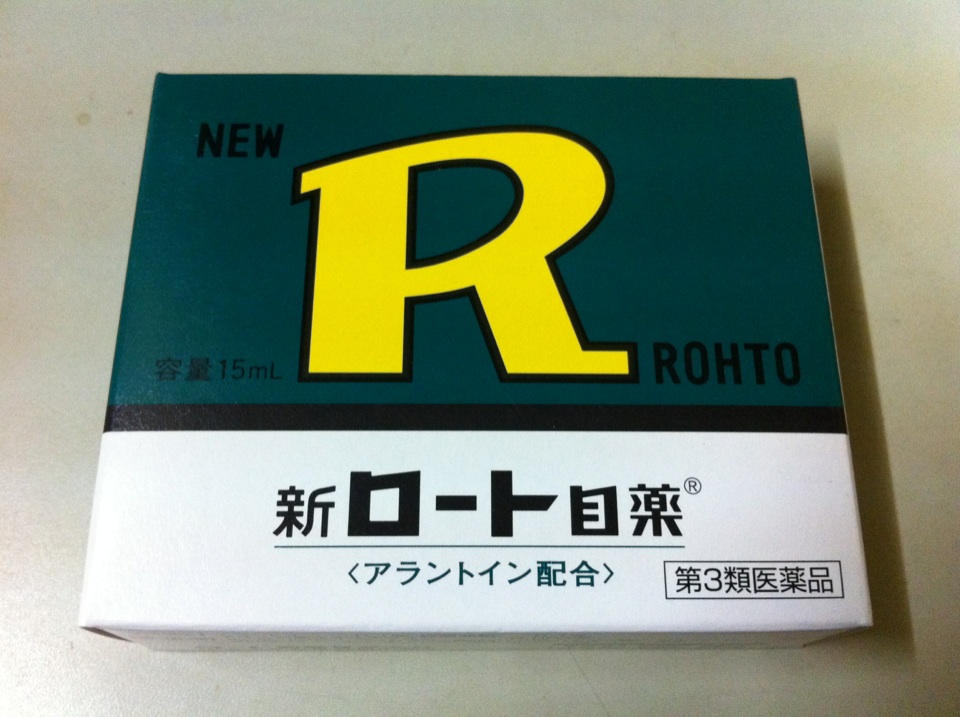 NEW
R
容量15mL
ROHTO
新ロート目薬®
〈アラントイン配合〉
第3類医薬品